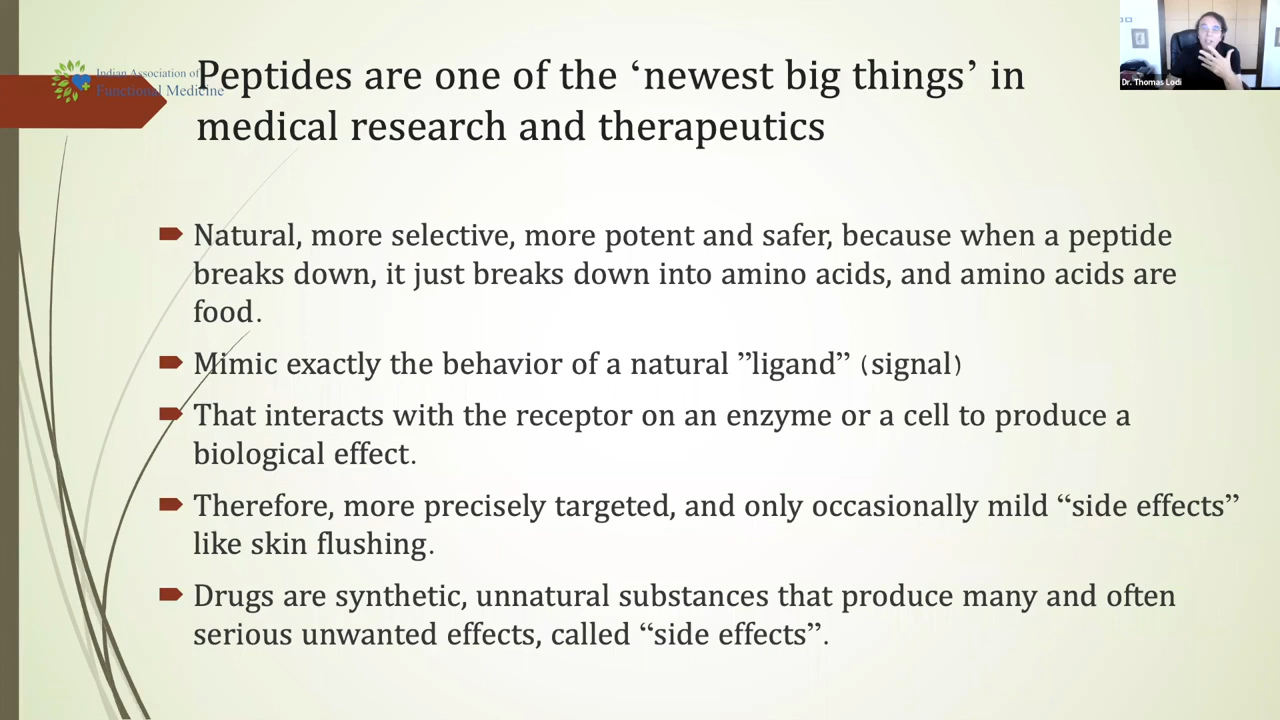 Indian Association of
Functional Medicine
Peptides are one of the ‘newest big things’ in
medical research and therapeutics
Dr. Thomas Lodi
Natural, more selective, more potent and safer, because when a peptide
breaks down, it just breaks down into amino acids, and amino acids are
food.
Mimic exactly the behavior of a natural ”ligand” (signal)
That interacts with the receptor on an enzyme or a cell to produce a
biological effect.
Therefore, more precisely targeted, and only occasionally mild “side effects”
like skin flushing.
Drugs are synthetic, unnatural substances that produce many and often
serious unwanted effects, called “side effects”.